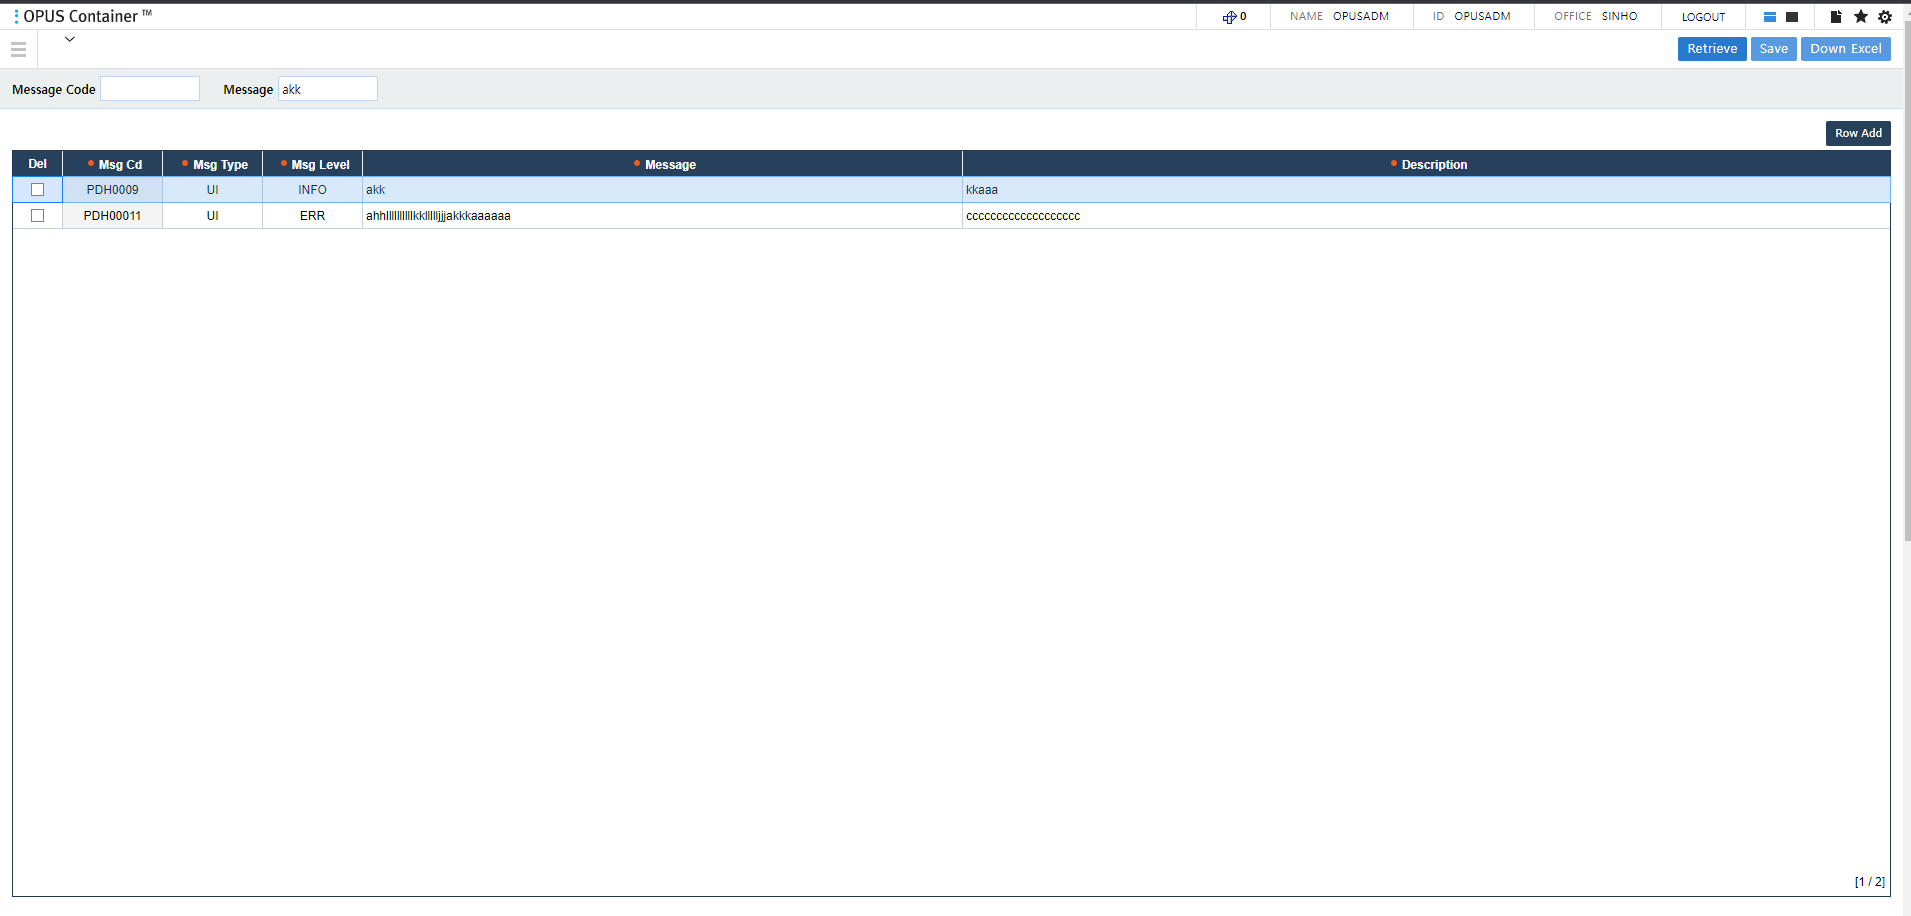 OPUS Container ™
0
NAME OPUSADM
ID OPUSADM
OFFICE SINHO
LOGOUT
Retrieve
Save
Down Excel
Message Code
Message akk
Row Add
Del Msg Cd Msg Type Msg Level Message Description
PDH0009 UI INFO akk kkaaa
PDH00011 UI ERR
ccccccccccccccccccc
[1 / 2]